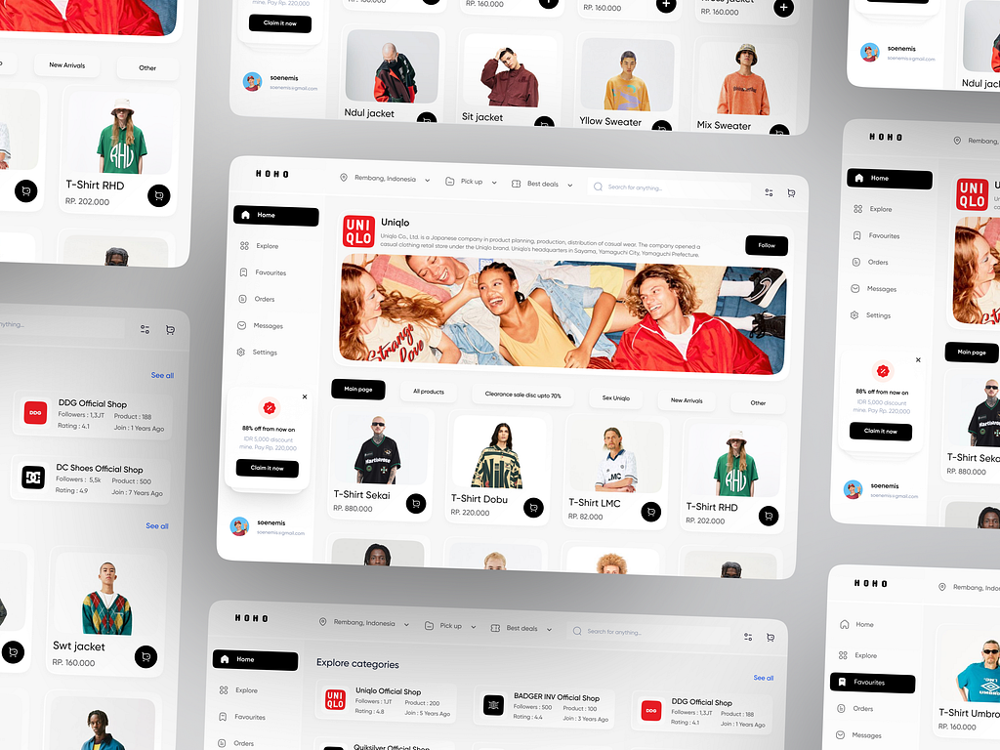 New Arrivals
Other
T-Shirt RHD
RP. 202.000
mine. Pay Rp. 220,000
Claim it now
soenemis
soenemis@gmail.com
RP. 160.000
RP. 160.000
RP. 160.000
RP. 160.000
Ndul jacket
Sit jacket
Yllow Sweater
Mix Sweater
soenemis
soenemis@gmail.com
Ndul jacket
HOHO
Rembang, Indonesia
Pick up
Best deals
Search for anything..
Home
Explore
Favourites
Orders
Messages
Settings
UNI
QLO
Uniqlo
Uniqlo Co., Ltd. is a Japanese company in product planning, production, distribution of casual wear. The company opened a
casual clothing retail store under the Uniqlo brand. Uniqlo's headquarters in Sayama, Yamaguchi City, Yamaguchi Prefecture.
Follow
Strange
Love
Main page
All products
Clearance sale disc upto 70%
Sex Uniqlo
New Arrivals
Other
88% off from now on
IDR 5,000 discount
mine. Pay Rp. 220,000
Claim it now
soenemis
soenemis@gmail.com
T-Shirt Sekai
RP. 880.000
T-Shirt Dobu
RP. 220.000
LMC
T-Shirt LMC
RP. 82.000
RHU
T-Shirt RHD
RP. 202.000
See all
DDG
DDG Official Shop
Followers : 1,3JT
Product : 188
Rating : 4.1
Join : 1 Years Ago
DC Shoes Official Shop
Followers : 5,5k
Product : 500
Rating : 4.9
Join : 7 Years Ago
See all
Swt jacket
RP. 160.000
HOHO
Rembang,
Home
Explore
Favourites
Orders
Messages
Settings
UNI
QLO
Main page
88% off from now on
IDR 5,000 discount
mine. Pay Rp. 220,000
Claim it now
soenemis
soenemis@gmail.com
RP. 880.000
HOHO
Rembang, Indonesia
Pick up
Best deals
Search for anything..
Home
Explore
Favourites
Orders
Explore categories
See all
UNI
QLO
Uniqlo Official Shop
Followers : 1JT
Product : 200
Rating : 4.8
Join : 5 Years Ago
BADGER INV Official Shop
Followers : 500
Product : 100
Rating : 4.4
Join : 3 Years Ago
DDG
DDG Official Shop
Followers : 1,3JT
Product : 188
Rating : 4.1
Join : 1 Years Ago
Quiksilver Official Shop
HOHO
Home
Explore
Favourites
Orders
Messages
T-Shirt Umbro
RP. 160.000